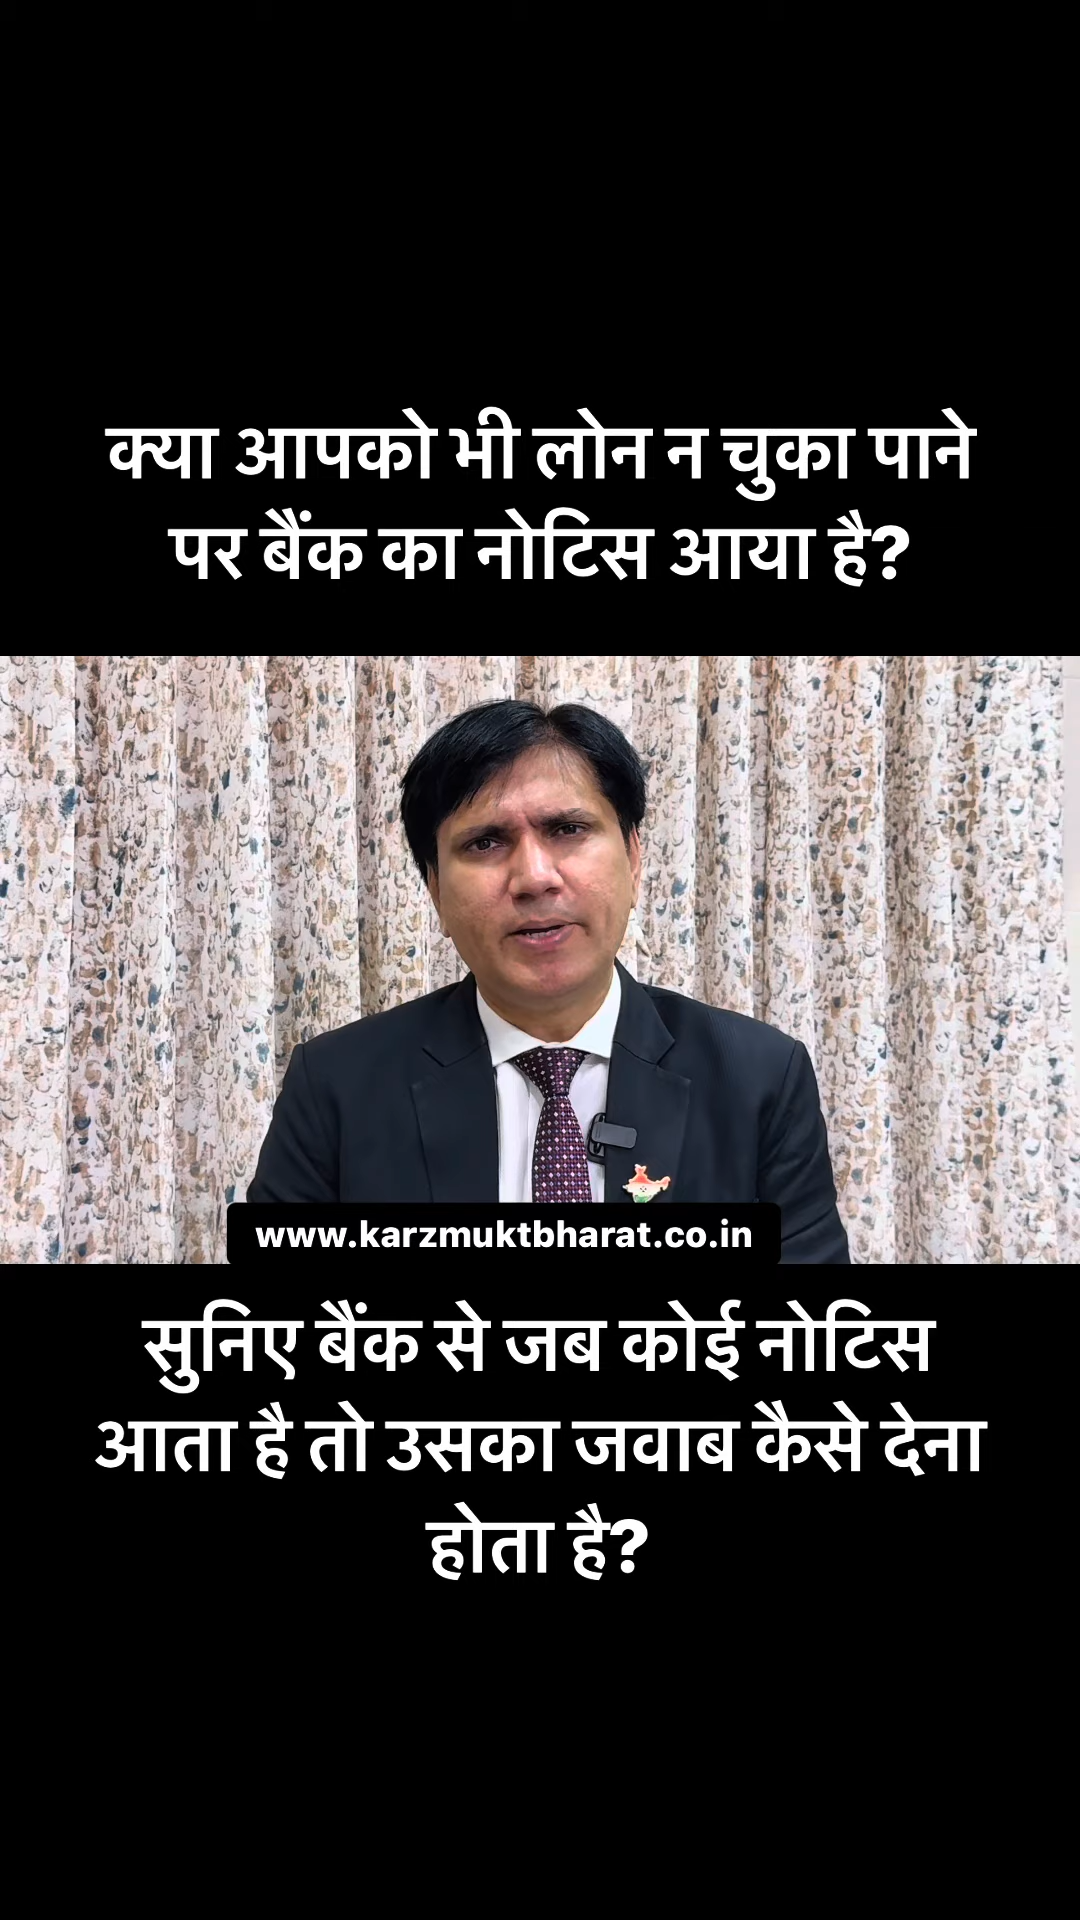 क्या आपको भी लोन न चुका पाने
पर बैंक का नोटिस आया है?
www.karzmuktbharat.co.in
सुनिए बैंक से जब कोई नोटिस
आता है तो उसका जवाब कैसे देना
होता है?